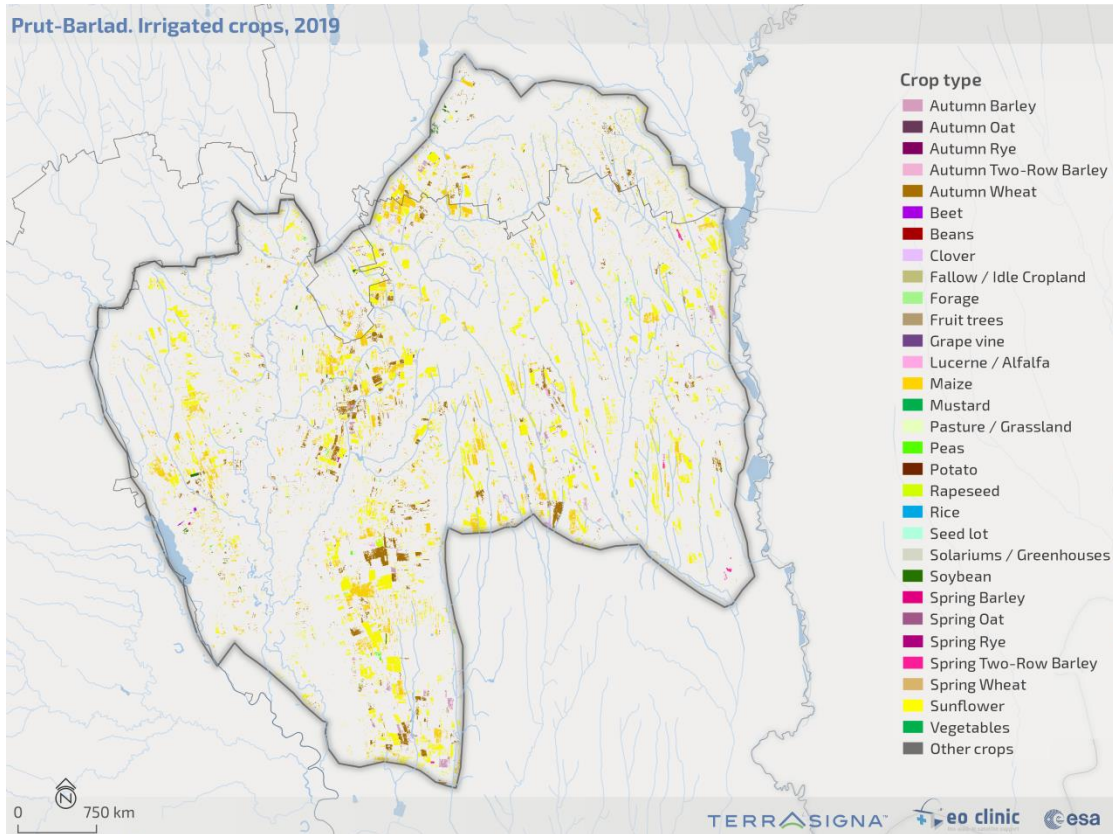 Prut-Barlad. Irrigated crops, 2019
Crop type
Autumn Barley
Autumn Oat
Autumn Rye
Autumn Two-Row Barley
Autumn Wheat
Beet
Beans
Clover
Fallow / Idle Cropland
Forage
Fruit trees
Grape vine
Lucerne / Alfalfa
Maize
Mustard
Pasture / Grassland
Peas
Potato
Rapeseed
Rice
Seed lot
Solariums / Greenhouses
Soybean
Spring Barley
Spring Oat
Spring Rye
Spring Two-Row Barley
Spring Wheat
Sunflower
Vegetables
Other crops
N
0 750 km
TERRASIGNA™
eo clinic
esa